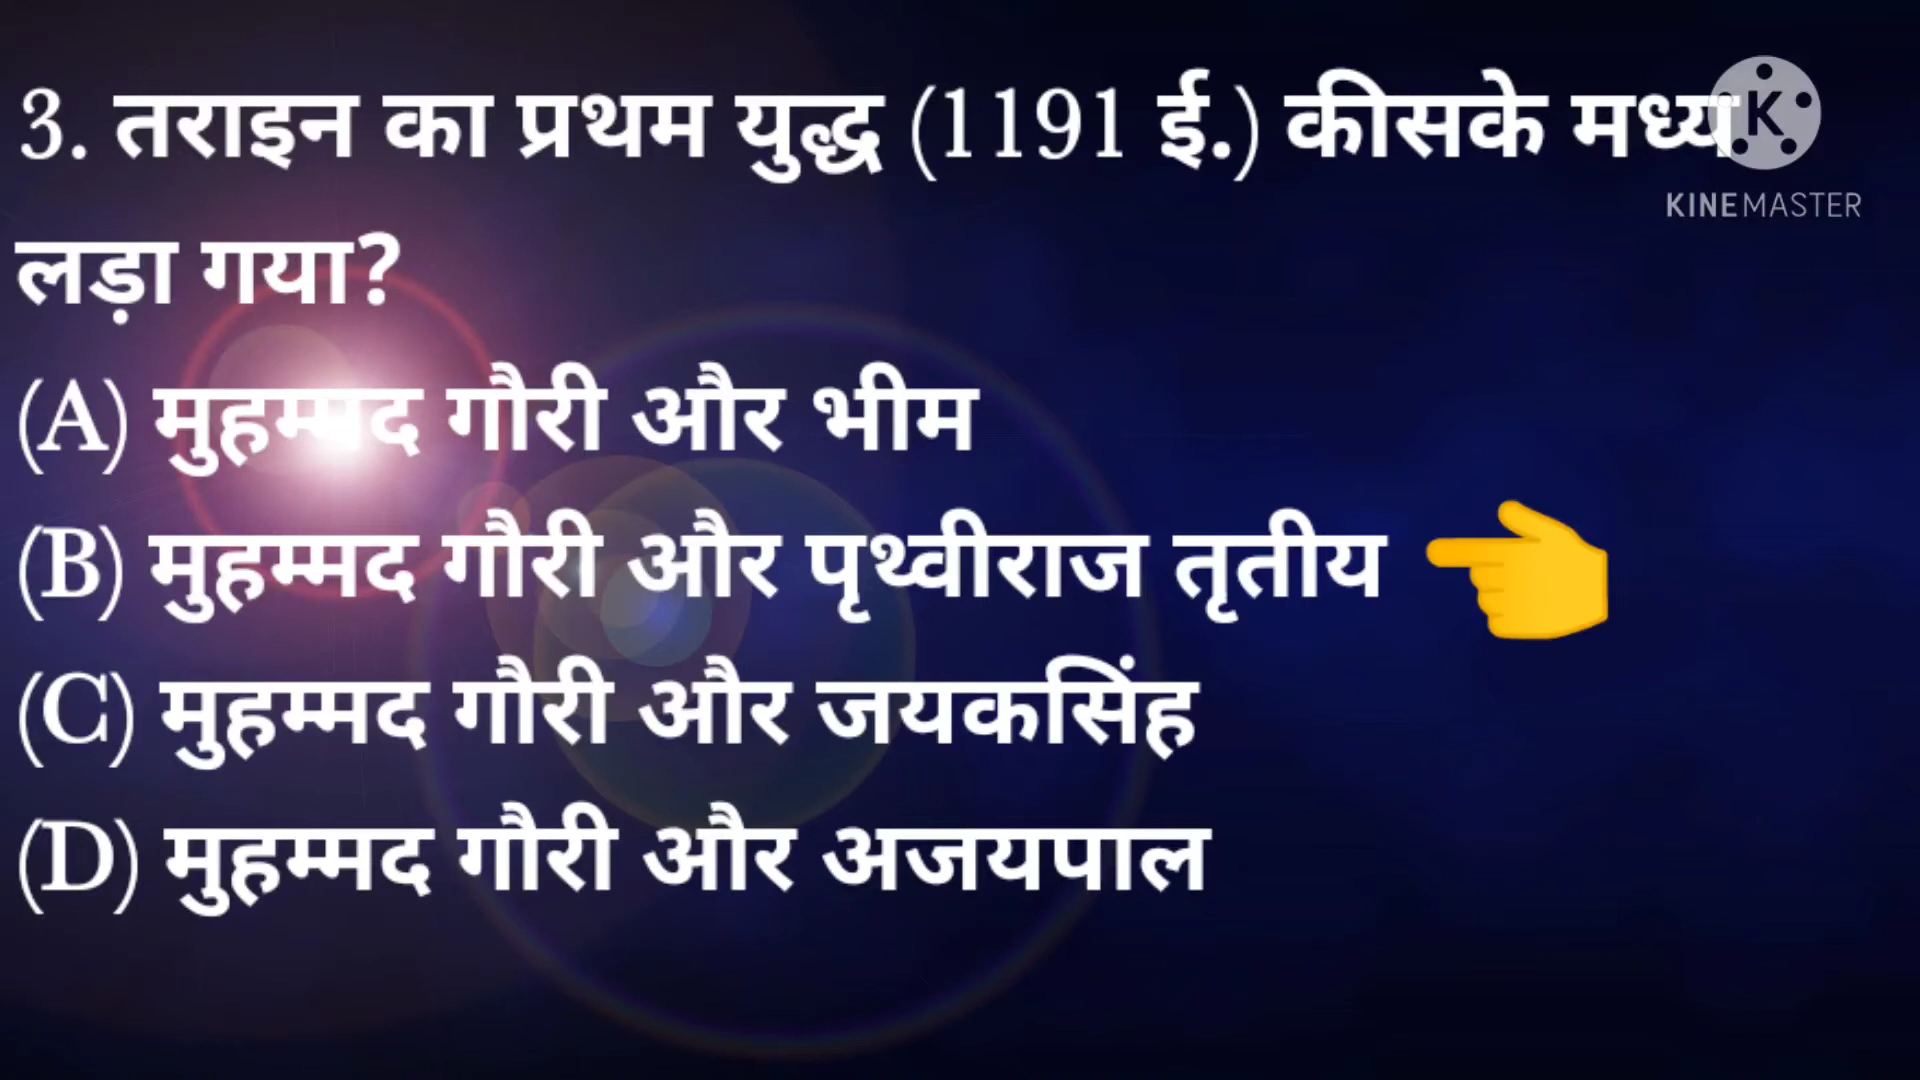 3. तराइन का प्रथम युद्ध (1191 ई.) कीसके मध्य
लड़ा गया?
(A) मुहम्मद गौरी और भीम
(B) मुहम्मद गौरी और पृथ्वीराज तृतीय
(C) मुहम्मद गौरी और जयकसिंह
(D) मुहम्मद गौरी और अजयपाल
K
KINEMASTER